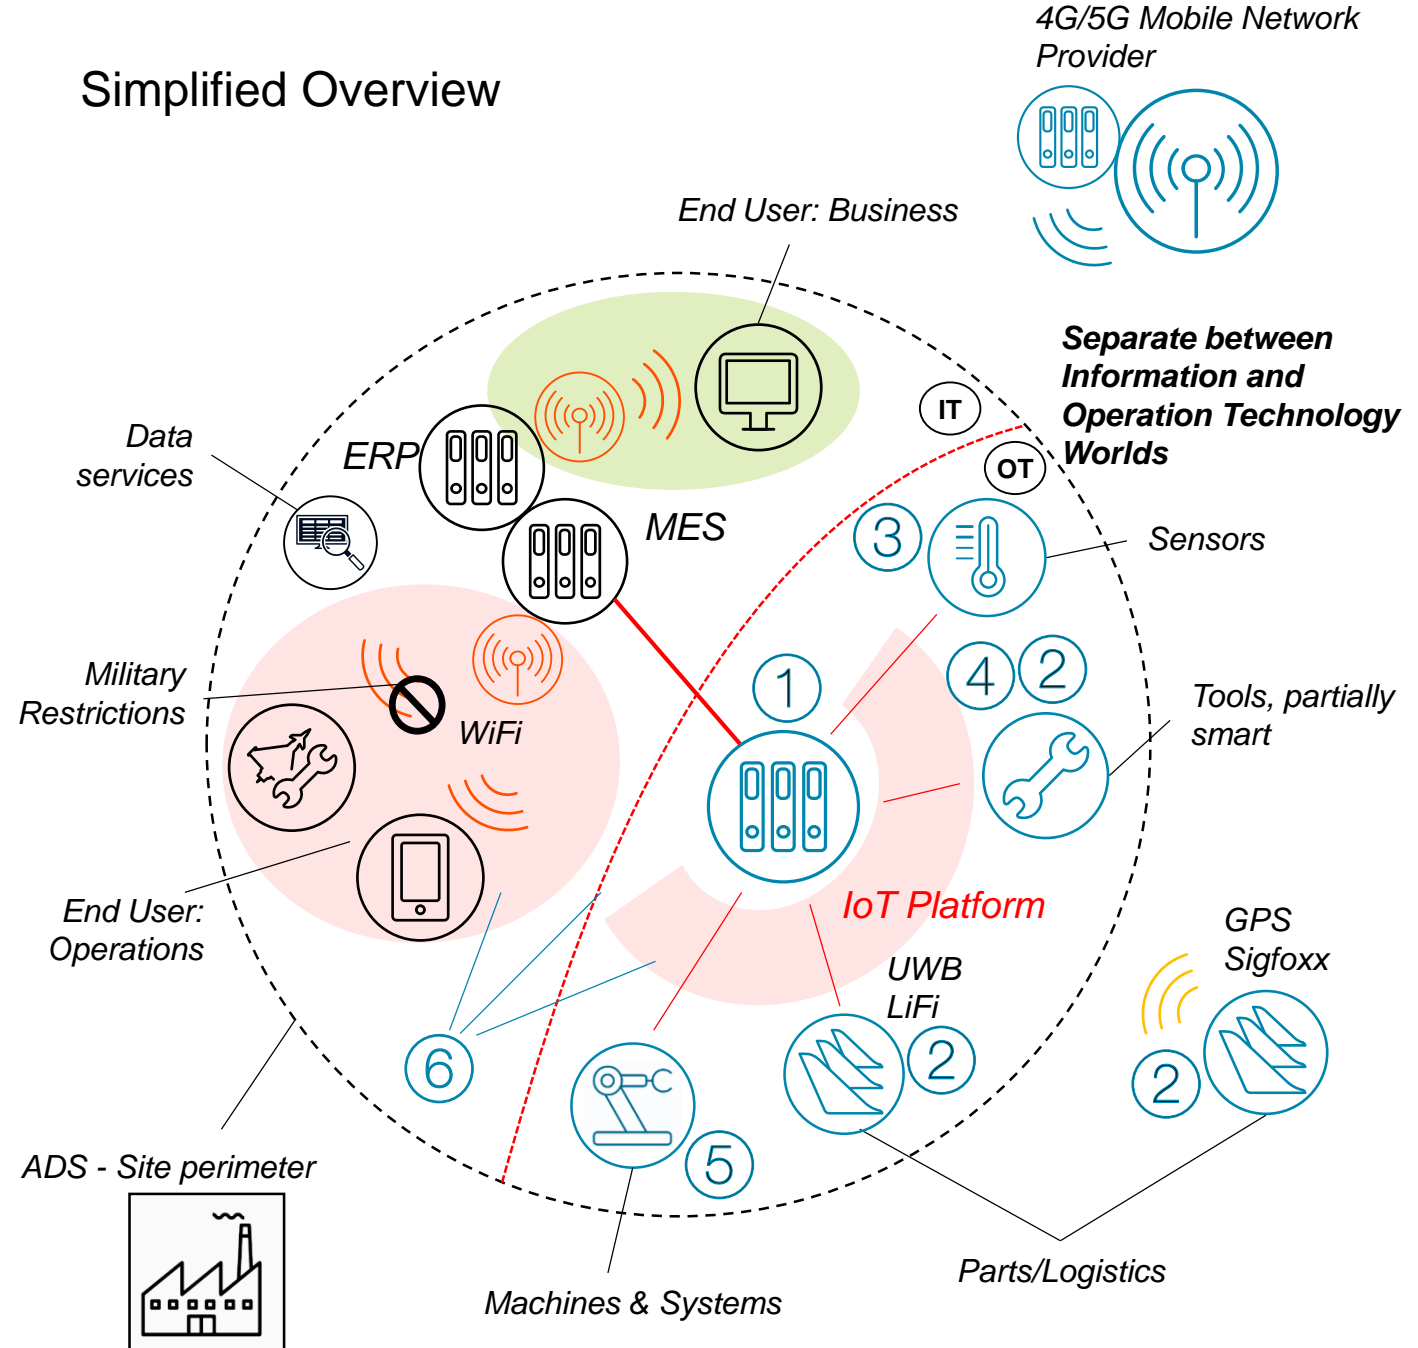 4G/5G Mobile Network
Provider
Simplified Overview
End User: Business
Separate between
Information and
Operation Technology
Worlds
IT
OT
Data
services
ERP
MES
3
Sensors
Military
Restrictions
WiFi
1
4
2
Tools, partially
smart
IoT Platform
End User:
Operations
UWB
LiFi
GPS
Sigfoxx
6
2
2
5
ADS - Site perimeter
Machines & Systems
Parts/Logistics